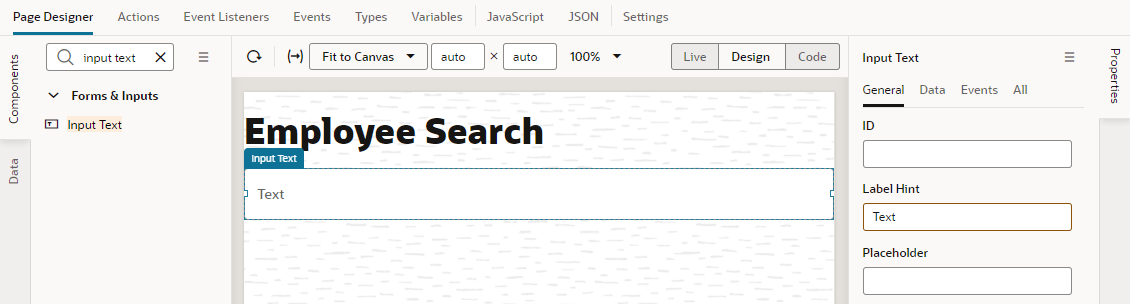 Page Designer Actions Event Listeners Events Types Variables JavaScript JSON Settings
Components
Data
input text
Forms & Inputs
Input Text
Fit to Canvas auto × auto 100% Live Design Code
Employee Search
Input Text
Text
Input Text
General Data Events All
ID
Label Hint
Text
Placeholder
Properties